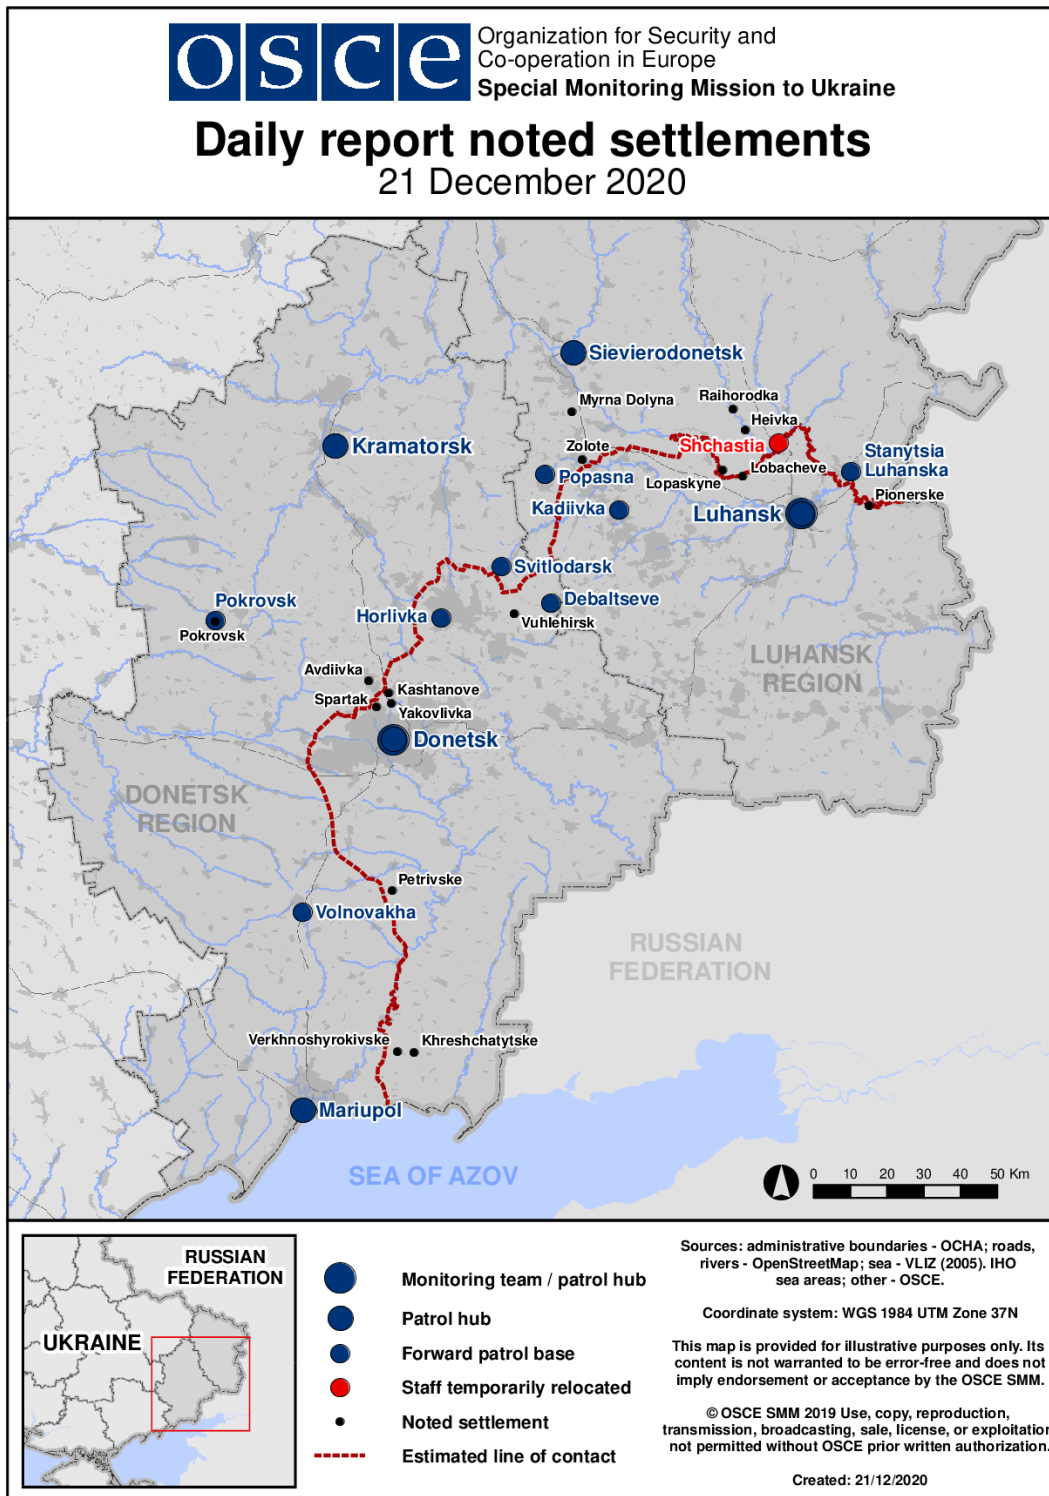 osce
Organization for Security and
Co-operation in Europe
Special Monitoring Mission to Ukraine
Daily report noted settlements
21 December 2020
Sievierodonetsk
Myrna Dolyna
Raihorodka
Heivka
Kramatorsk
Zolote
Shchastia
Stanytsia
Luhanska
Popasna
Lopaskyne
Lobacheve
Pionerske
Kadiivka
Luhansk
Svitlodarsk
Pokrovsk
Pokrovsk
Horlivka
Debaltseve
Vuhlehirsk
LUHANSK
REGION
Avdiivka
Kashtanove
Spartak
Yakovlivka
Donetsk
DONETSK
REGION
Petrivske
Volnovakha
RUSSIAN
FEDERATION
Verkhnoshyrokivske
Khreshchatytske
Mariupol
SEA OF AZOV
0 10 20 30 40 50 Km
RUSSIAN
FEDERATION
UKRAINE
Monitoring team / patrol hub
Patrol hub
Forward patrol base
Staff temporarily relocated
Noted settlement
Estimated line of contact
Sources: administrative boundaries - OCHA; roads,
rivers - OpenStreetMap; sea - VLIZ (2005). IHO
sea areas; other - OSCE.
Coordinate system: WGS 1984 UTM Zone 37N
This map is provided for illustrative purposes only. Its
content is not warranted to be error-free and does not
imply endorsement or acceptance by the OSCE SMM.
© OSCE SMM 2019 Use, copy, reproduction,
transmission, broadcasting, sale, license, or exploitation
not permitted without OSCE prior written authorization.
Created: 21/12/2020